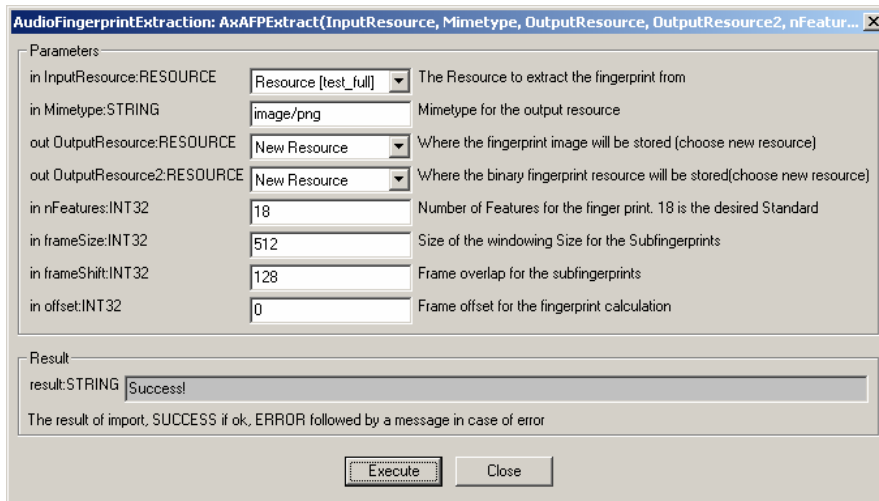 AudioFingerprintExtraction: AxAFPExtract(InputResource, Mimetype, OutputResource, OutputResource2, nFeatur...
Parameters
in InputResource:RESOURCE Resource [test_full] The Resource to extract the fingerprint from
in Mimetype:STRING image/png Mimetype for the output resource
out OutputResource:RESOURCE New Resource Where the fingerprint image will be stored (choose new resource)
out OutputResource2:RESOURCE New Resource Where the binary fingerprint resource will be stored(choose new resource)
in nFeatures:INT32 18 Number of Features for the finger print. 18 is the desired Standard
in frameSize:INT32 512 Size of the windowing Size for the Subfingerprints
in frameShift:INT32 128 Frame overlap for the subfingerprints
in offset:INT32 0 Frame offset for the fingerprint calculation
Result
result:STRING Success!
The result of import, SUCCESS if ok, ERROR followed by a message in case of error
Execute Close